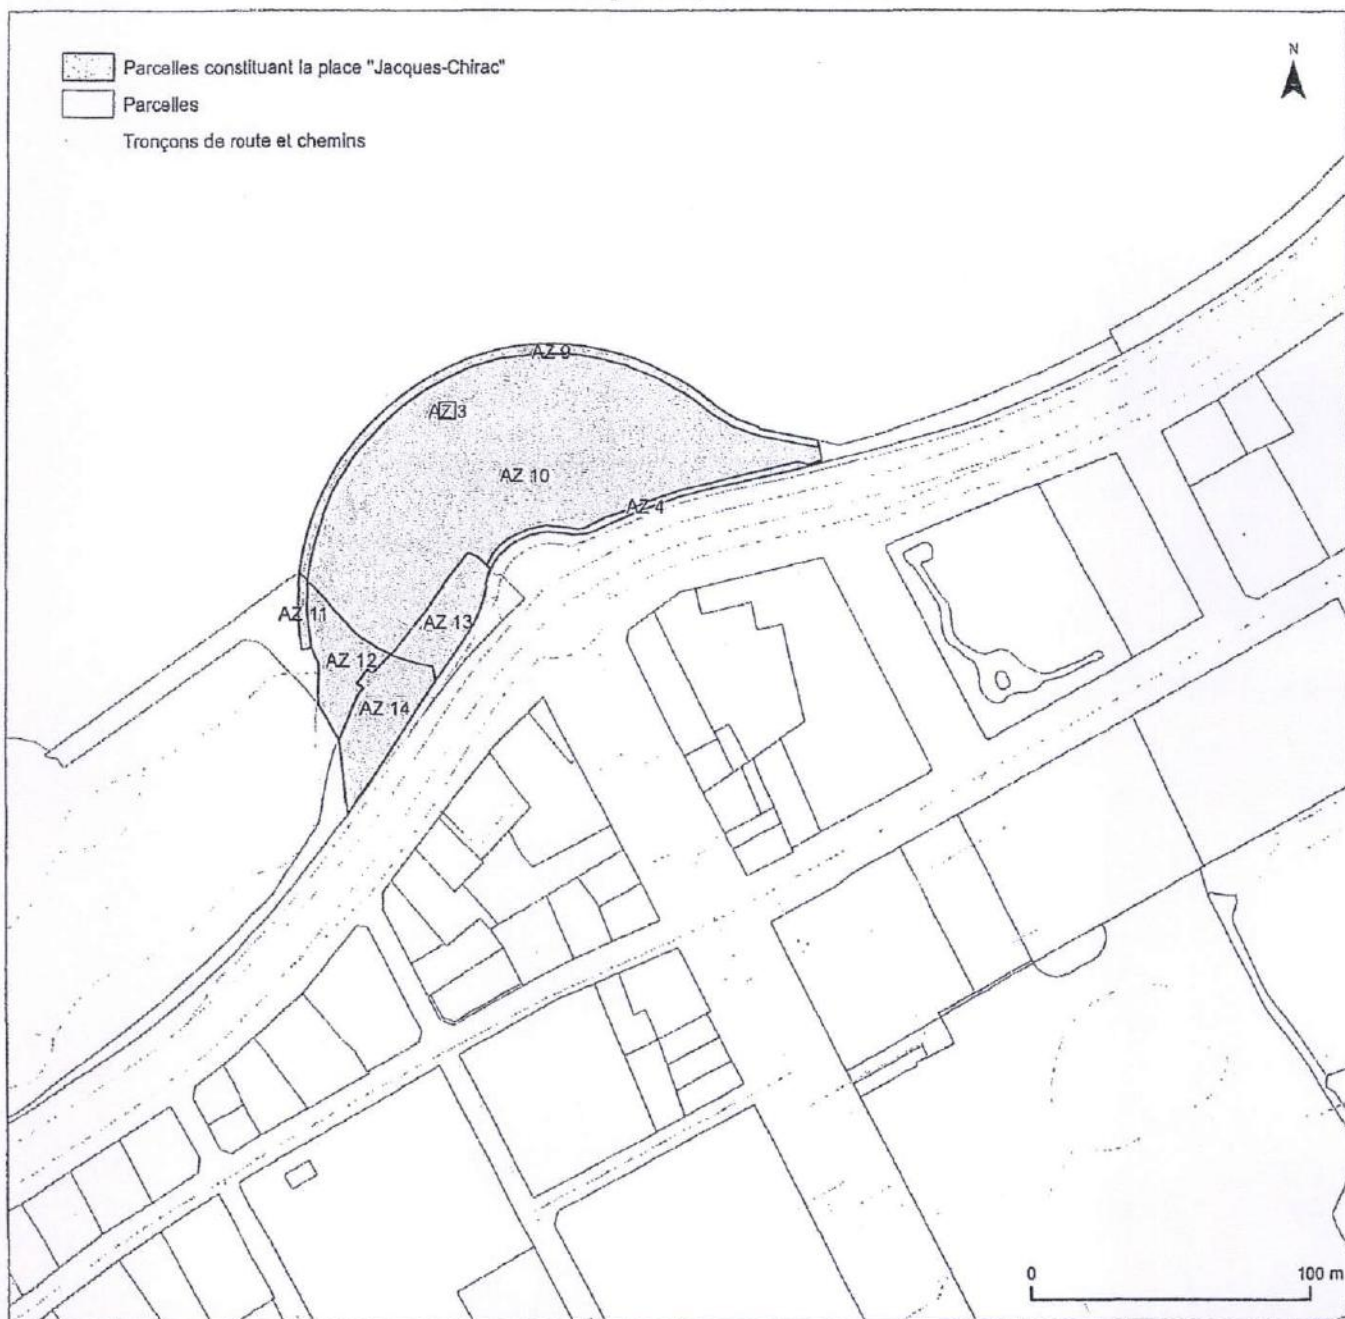 N
Parcelles constituant la place "Jacques-Chirac"
Parcelles
Tronçons de route et chemins
AZ 9
AZ 3
AZ 10
AZ 4
AZ 11
AZ 13
AZ 12
AZ 14
0 100 m